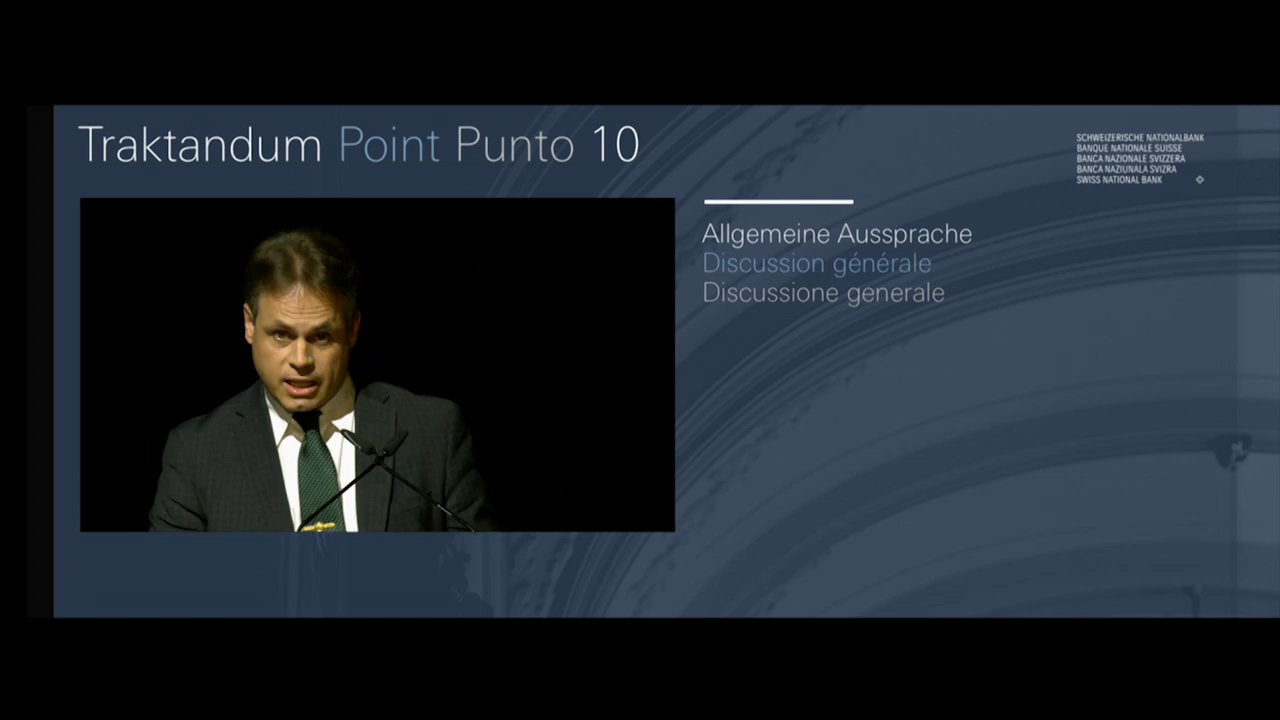 Traktandum Point Punto 10
SCHWEIZERISCHE NATIONALBANK
BANQUE NATIONALE SUISSE
BANCA NAZIONALE SVIZZERA
BANCA NAZIUNALA SVIZRA
SWISS NATIONAL BANK
Allgemeine Aussprache
Discussion générale
Discussione generale